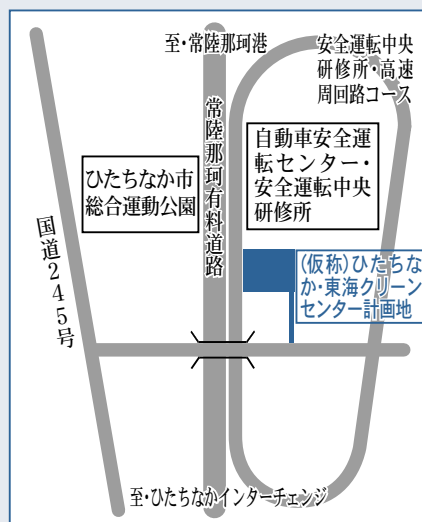 至・常陸那珂港
安全運転中央
研修所・高速
周回路コース
常陸那珂有料道路
自動車安全運
転センター・
安全運転中央
研修所
ひたちなか市
総合運動公園
国道245号
(仮称)ひたちな
か・東海クリーン
センター計画地
至・ひたちなかインターチェンジ